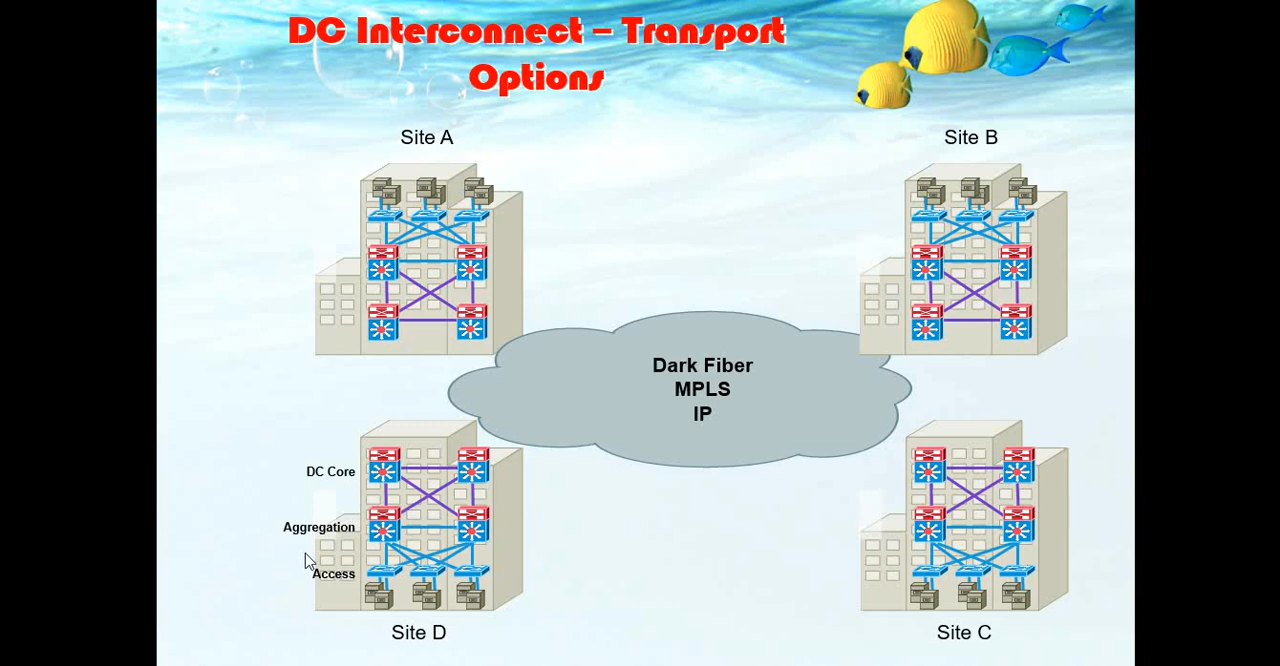 DC Interconnect – Transport
Options
Site A
Site B
Dark Fiber
MPLS
IP
DC Core
Aggregation
Access
Site D
Site C